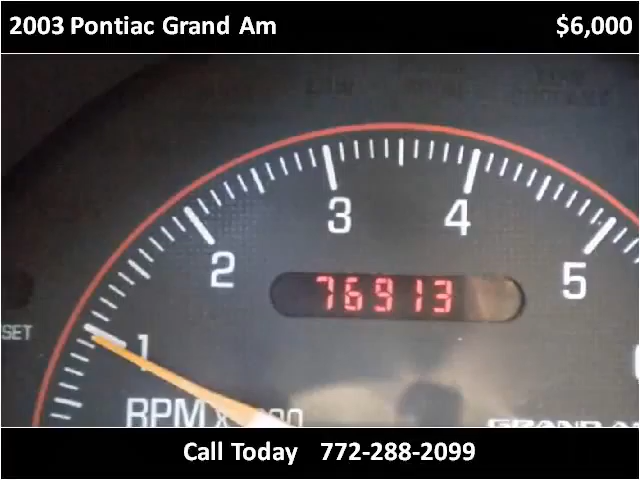 2003 Pontiac Grand Am $6,000
3 4
2 5
76913
SET
1
RPM X
GRAND
Call Today 772-288-2099